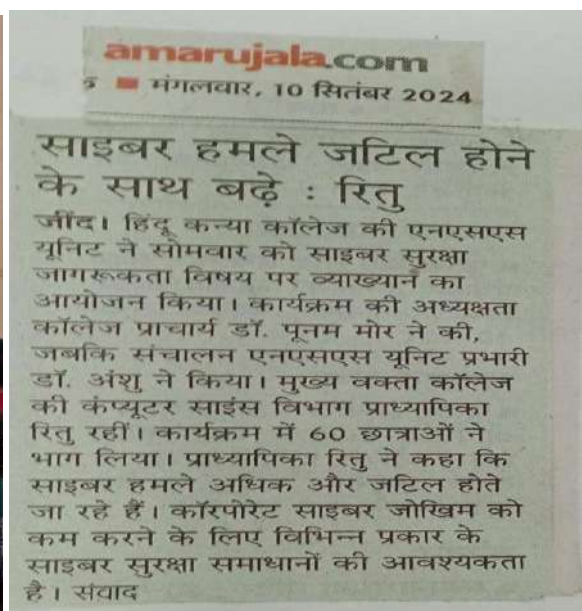 amarujala.com
मंगलवार, 10 सितंबर 2024
साइबर हमले जटिल होने
के साथ बढ़े : रितु
जींद। हिंदू कन्या कॉलेज की एनएसएस
यूनिट ने सोमवार को साइबर सुरक्षा
जागरूकता विषय पर व्याख्यान का
आयोजन किया। कार्यक्रम की अध्यक्षता
कॉलेज प्राचार्य डॉ. पूनम मोर ने की,
जबकि संचालन एनएसएस यूनिट प्रभारी
डॉ. अंशु ने किया। मुख्य वक्ता कॉलेज
की कंप्यूटर साइंस विभाग प्राध्यापिका
रितु रहीं। कार्यक्रम में 60 छात्राओं ने
भाग लिया। प्राध्यापिका रितु ने कहा कि
साइबर हमले अधिक और जटिल होते
जा रहे हैं। कॉरपोरेट साइबर जोखिम को
कम करने के लिए विभिन्न प्रकार के
साइबर सुरक्षा समाधानों की आवश्यकता
है। संवाद